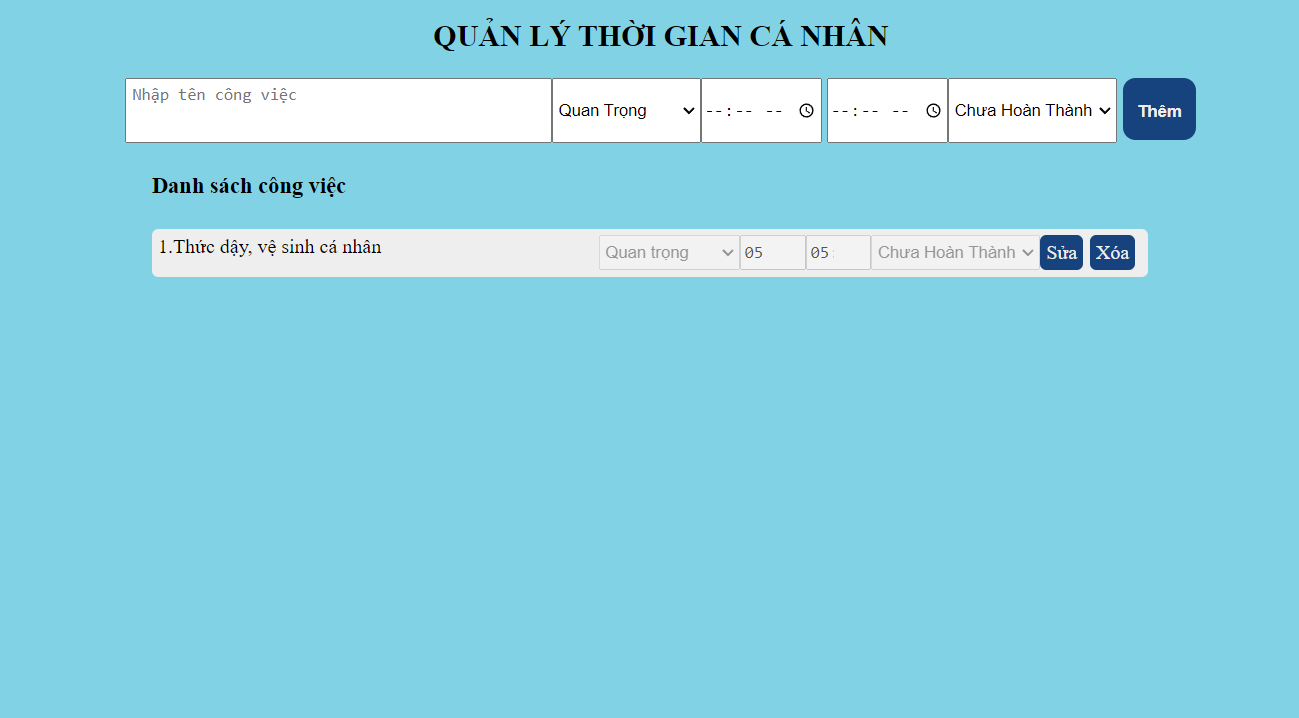 QUẢN LÝ THỜI GIAN CÁ NHÂN
Nhập tên công việc Quan Trọng --:-- -- --:-- -- Chưa Hoàn Thành Thêm
Danh sách công việc
1.Thức dậy, vệ sinh cá nhân Quan trọng 05 05: Chưa Hoàn Thành Sửa Xóa